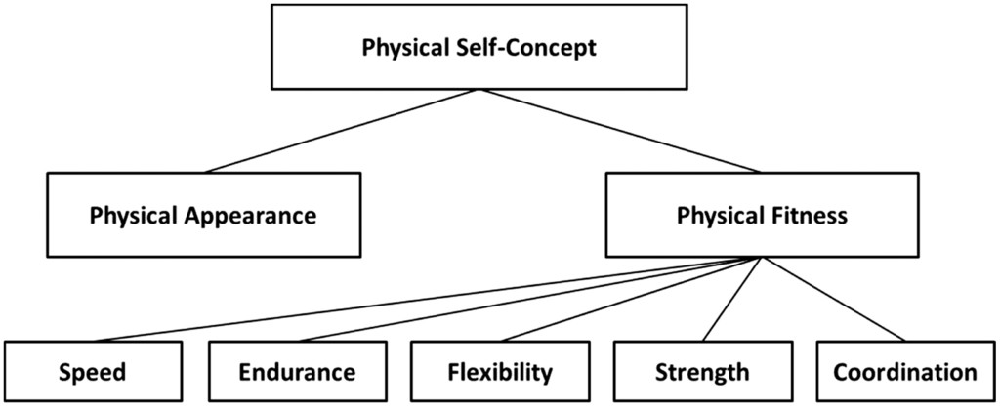 Physical Self-Concept
Physical Appearance
Physical Fitness
Speed
Endurance
Flexibility
Strength
Coordination